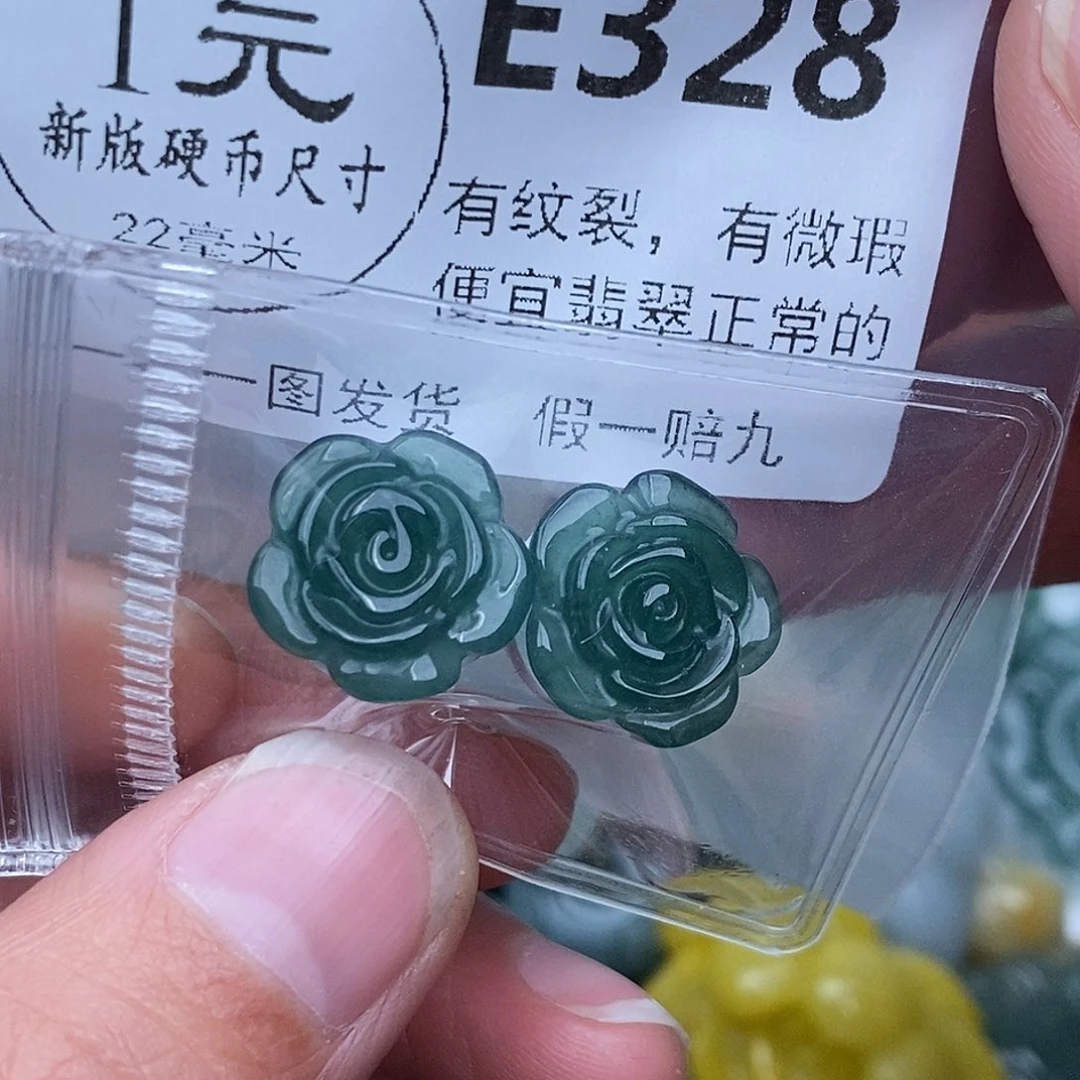 1元
E328
新版硬币尺寸
22毫米
有纹裂，有微瑕
便宜翡翠正常的
一图发货 假一赔九